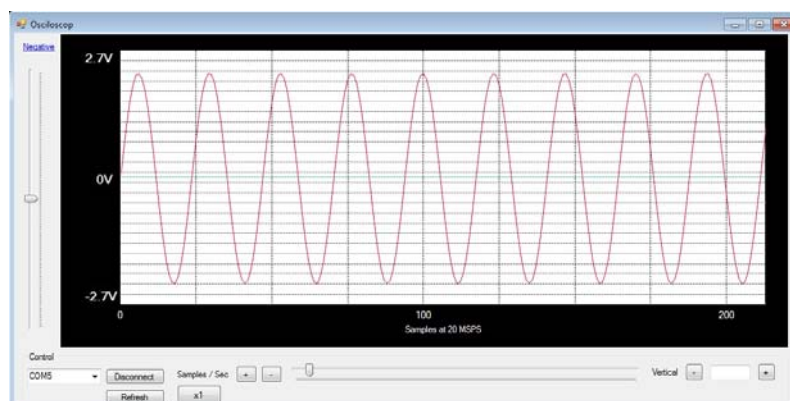 Osciloscop
Negative
2.7V
0V
-2.7V
0 100 200
Samples at 20 MSPS
Control
COM5 Disconnect Samples / Sec + - Vertical - +
Refresh x1